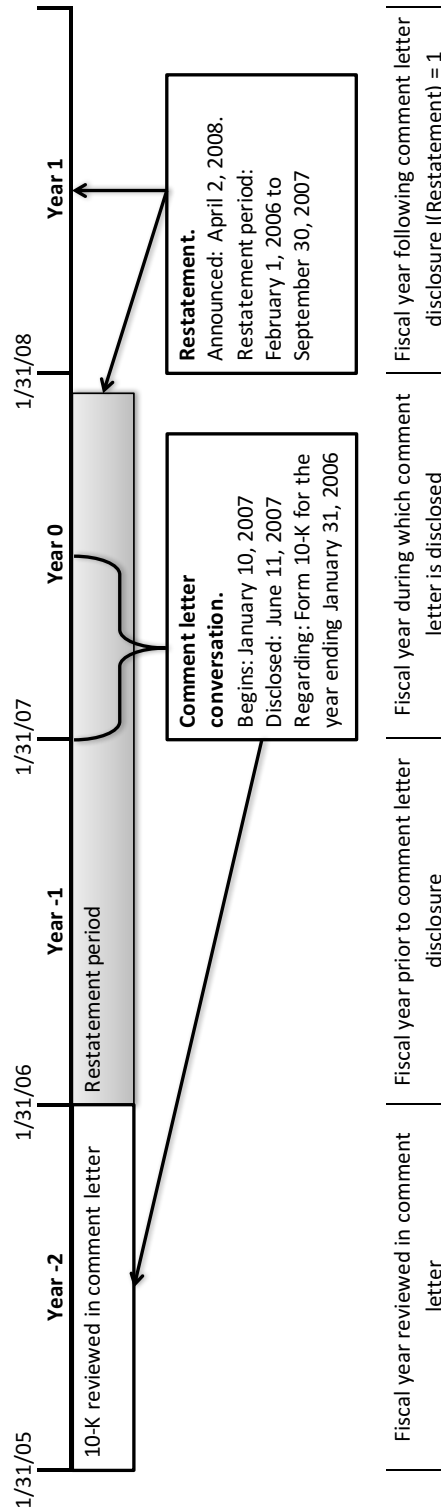 1/31/05
1/31/06
1/31/07
1/31/08
Year -2
Year -1
Year 0
Year 1
10-K reviewed in comment letter
Restatement period
Comment letter
conversation.
Begins: January 10, 2007
Disclosed: June 11, 2007
Regarding: Form 10-K for the
year ending January 31, 2006
Restatement.
Announced: April 2, 2008.
Restatement period:
February 1, 2006 to
September 30, 2007
Fiscal year reviewed in comment
letter
Fiscal year prior to comment letter
disclosure
Fiscal year during which comment
letter is disclosed
Fiscal year following comment letter
disclosure I(Restatement) = 1